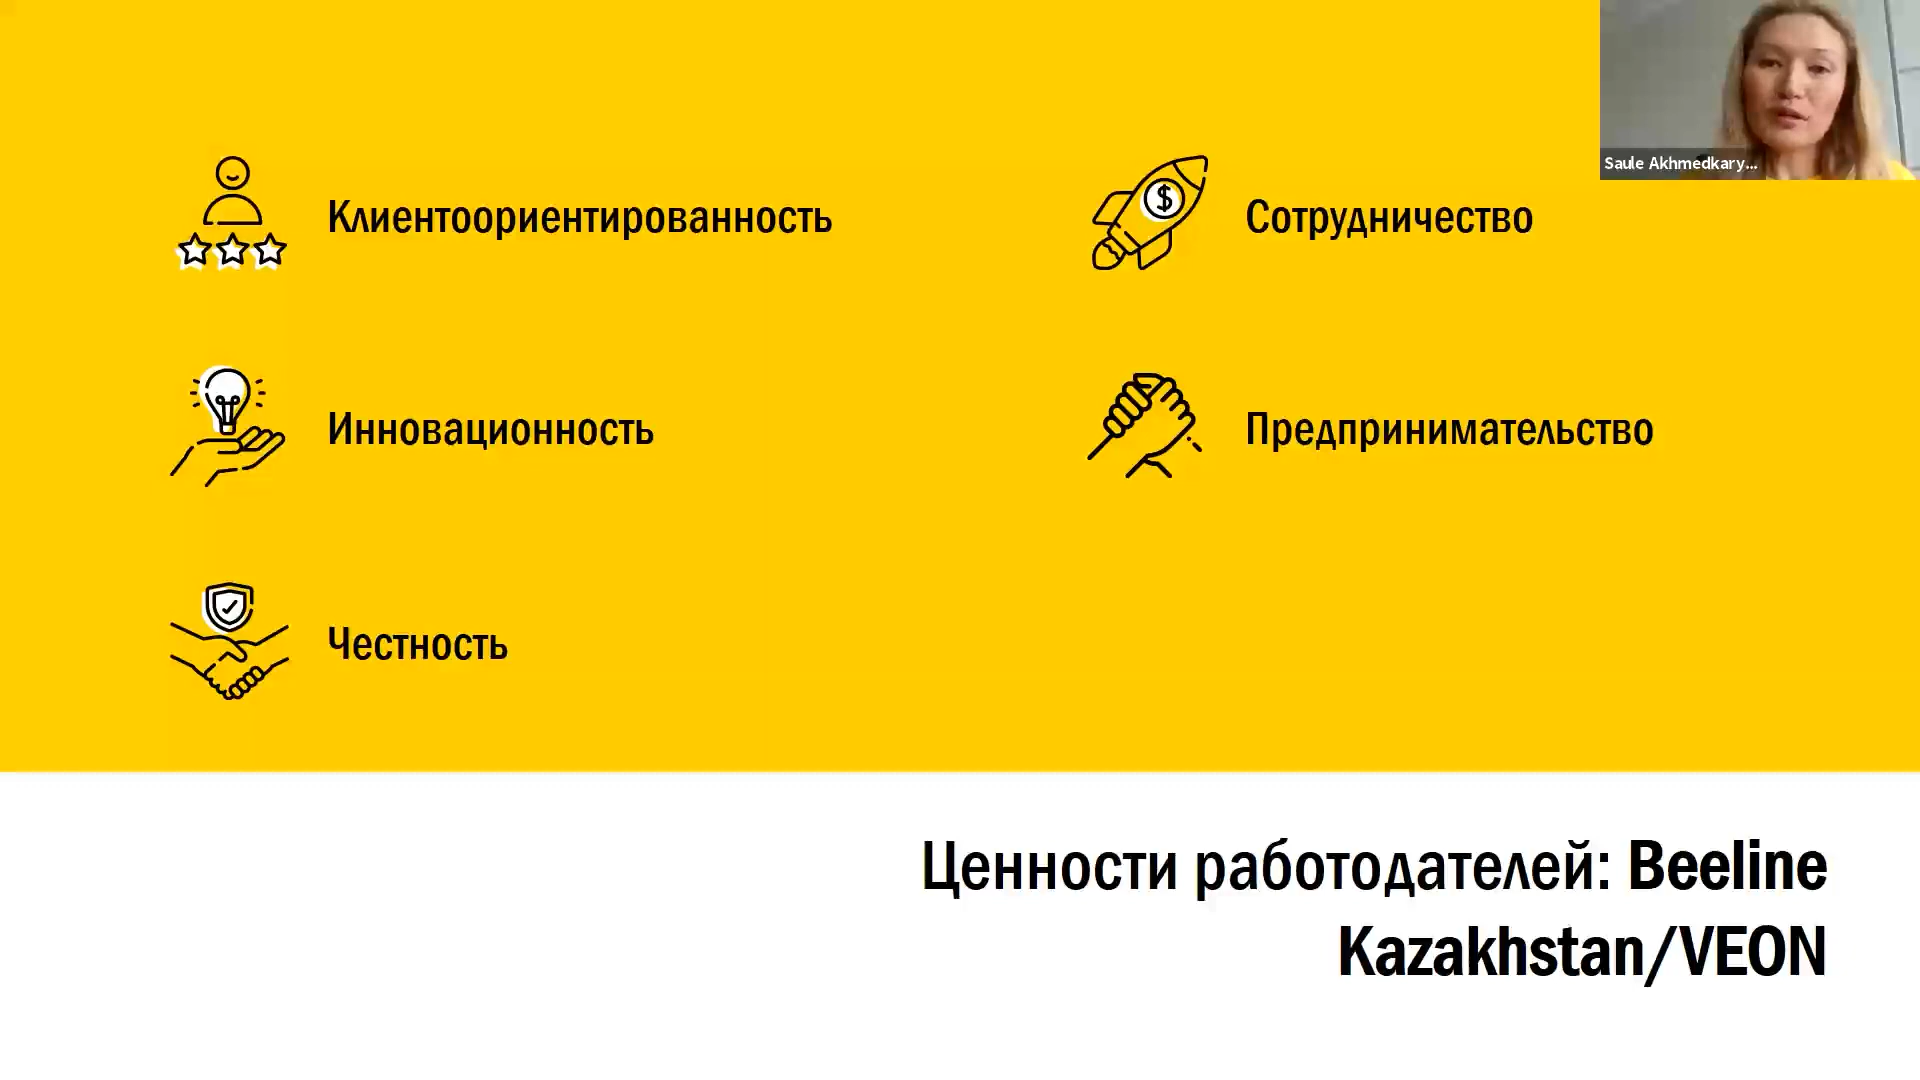 Saule Akhmedkary...
Клиентоориентированность
Сотрудничество
$
Инновационность
Предпринимательство
Честность
Ценности работодателей: Beeline
Kazakhstan/VEON